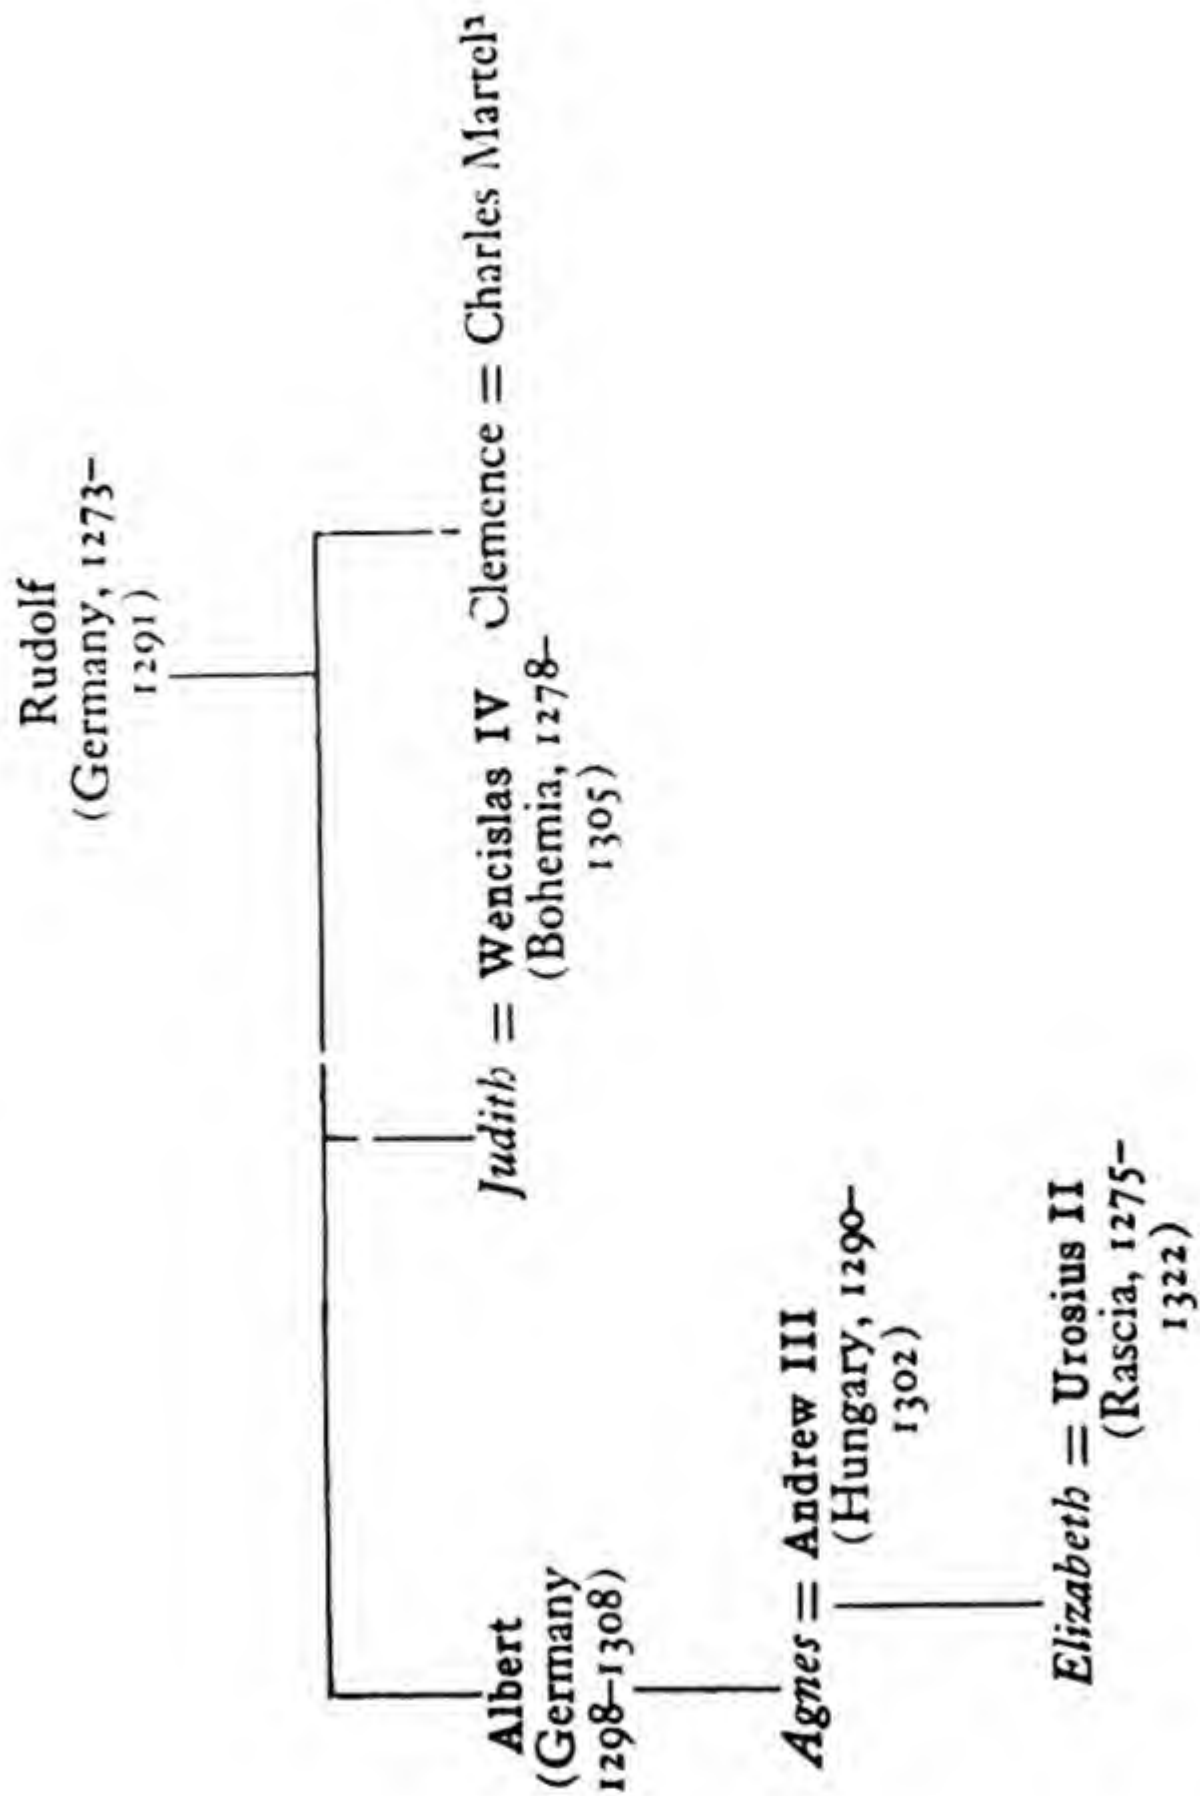 Rudolf
(Germany, 1273–
1291)
Judith = Wencislas IV
(Bohemia, 1278–
1305)
Clemence = Charles Martel¹
Albert
(Germany
1298–1308)
Agnes = Andrew III
(Hungary, 1290–
1302)
Elizabeth = Urosius II
(Rascia, 1275–
1322)